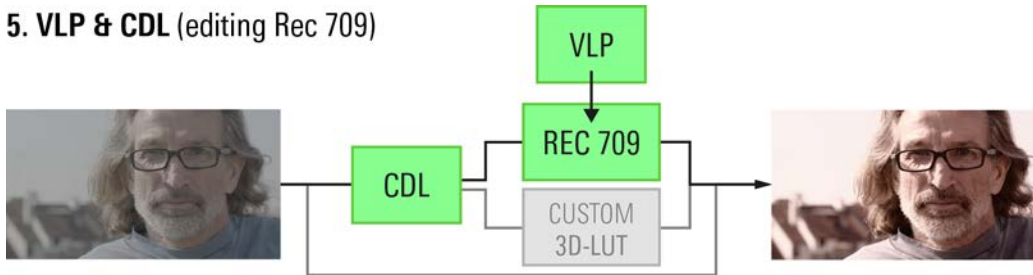 5. VLP & CDL (editing Rec 709)
VLP
REC 709
CDL
CUSTOM
3D-LUT